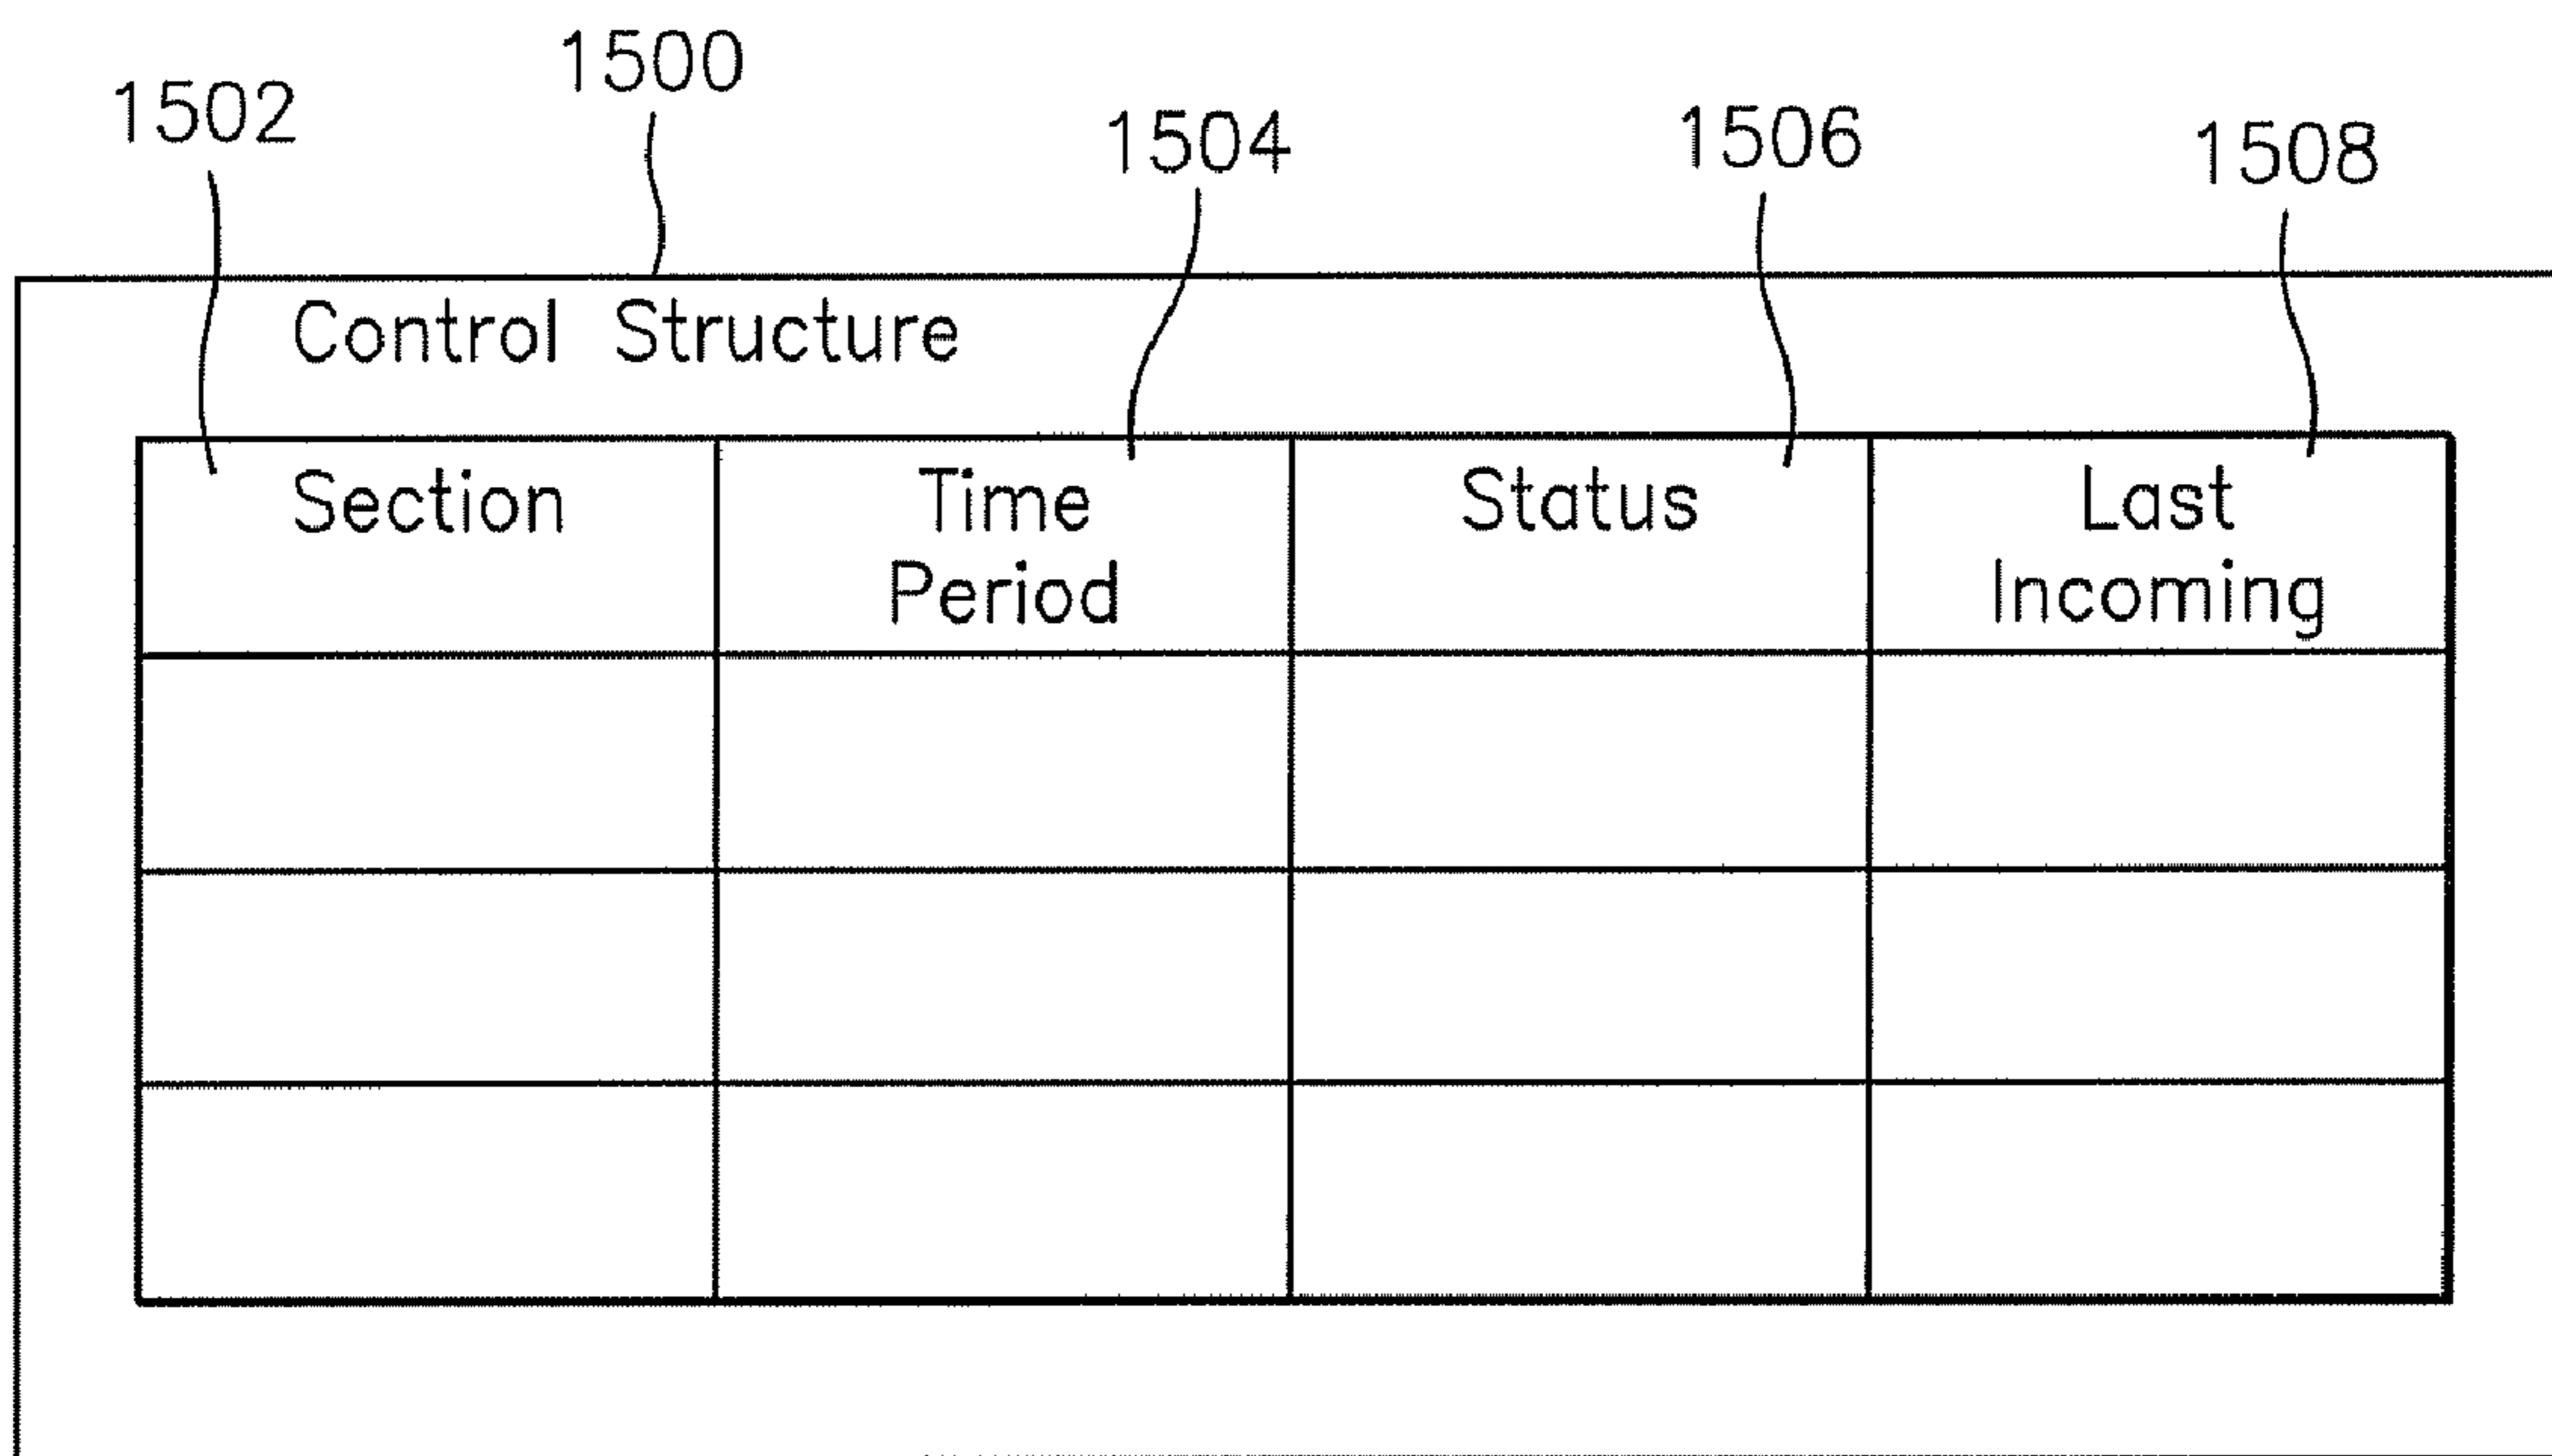 1500
1502
1504
1506
1508
Control Structure
Section
Time
Period
Status
Last
Incoming